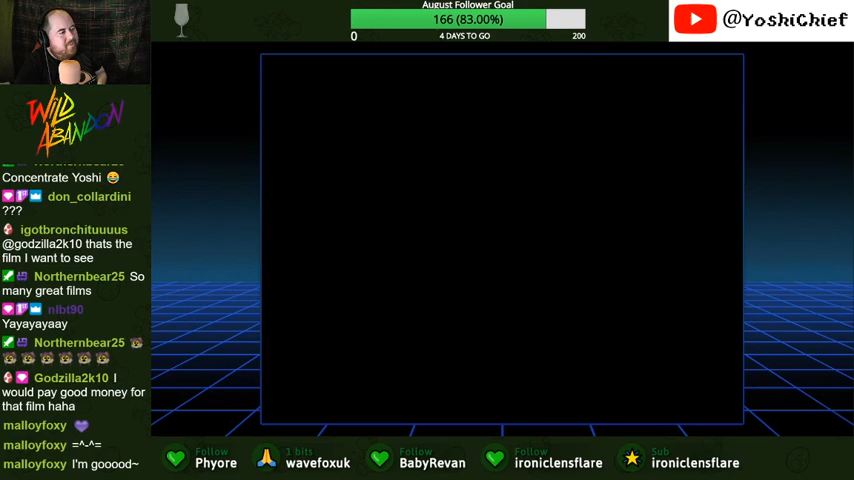 August Follower Goal
166 (83.00%)
0
4 DAYS TO GO
200
@YoshiChief
WILD
ABANDON
Concentrate Yoshi 😂
don_collardini
???
igotbronchituuuus
@godzilla2k10 thats the
film I want to see
Northernbear25 So
many great films
nlbt90
Yayayayaay
Northernbear25
Godzilla2k10 I
would pay good money for
that film haha
malloyfoxy 💜
malloyfoxy =^-^=
malloyfoxy I'm gooood~
Follow
Phyore
1 bits
wavefoxuk
Follow
BabyRevan
Follow
ironiclensflare
Sub
ironiclensflare